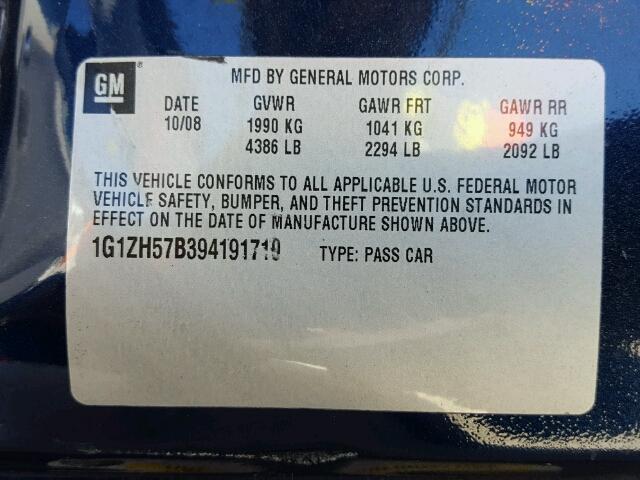 GM ® MFD BY GENERAL MOTORS CORP.
DATE GVWR GAWR FRT GAWR RR
10/08 1990 KG 1041 KG 949 KG
4386 LB 2294 LB 2092 LB
THIS VEHICLE CONFORMS TO ALL APPLICABLE U.S. FEDERAL MOTOR
VEHICLE SAFETY, BUMPER, AND THEFT PREVENTION STANDARDS IN
EFFECT ON THE DATE OF MANUFACTURE SHOWN ABOVE.
1G1ZH57B394191710 TYPE: PASS CAR